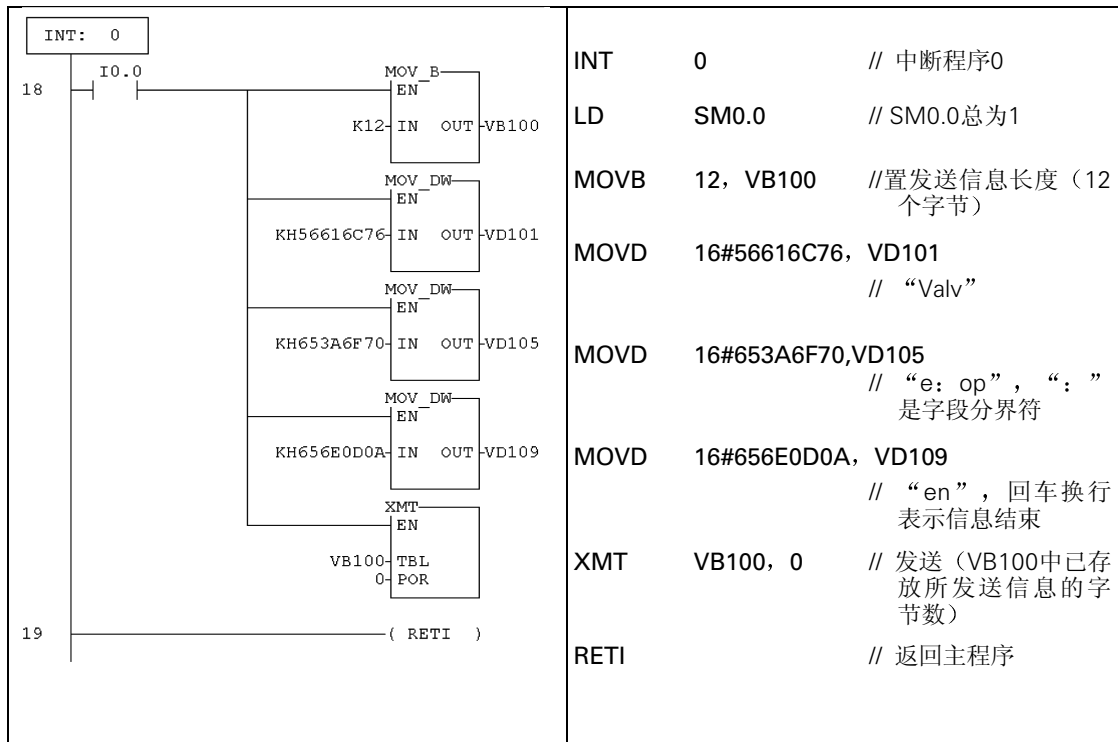 INT: 0
18
I0.0
MOV_B
EN
K12 IN OUT VB100
MOV_DW
EN
KH56616C76 IN OUT VD101
MOV_DW
EN
KH653A6F70 IN OUT VD105
MOV_DW
EN
KH656E0D0A IN OUT VD109
XMT
EN
VB100 TBL
0 POR
19
( RETI )
INT 0 // 中断程序0
LD SM0.0 // SM0.0总为1
MOVB 12，VB100 //置发送信息长度（12
个字节）
MOVD 16#56616C76，VD101
// “Valv”
MOVD 16#653A6F70,VD105
// “e：op”，“：”
是字段分界符
MOVD 16#656E0D0A，VD109
// “en”，回车换行
表示信息结束
XMT VB100，0 // 发送（VB100中已存
放所发送信息的字
节数）
RETI // 返回主程序